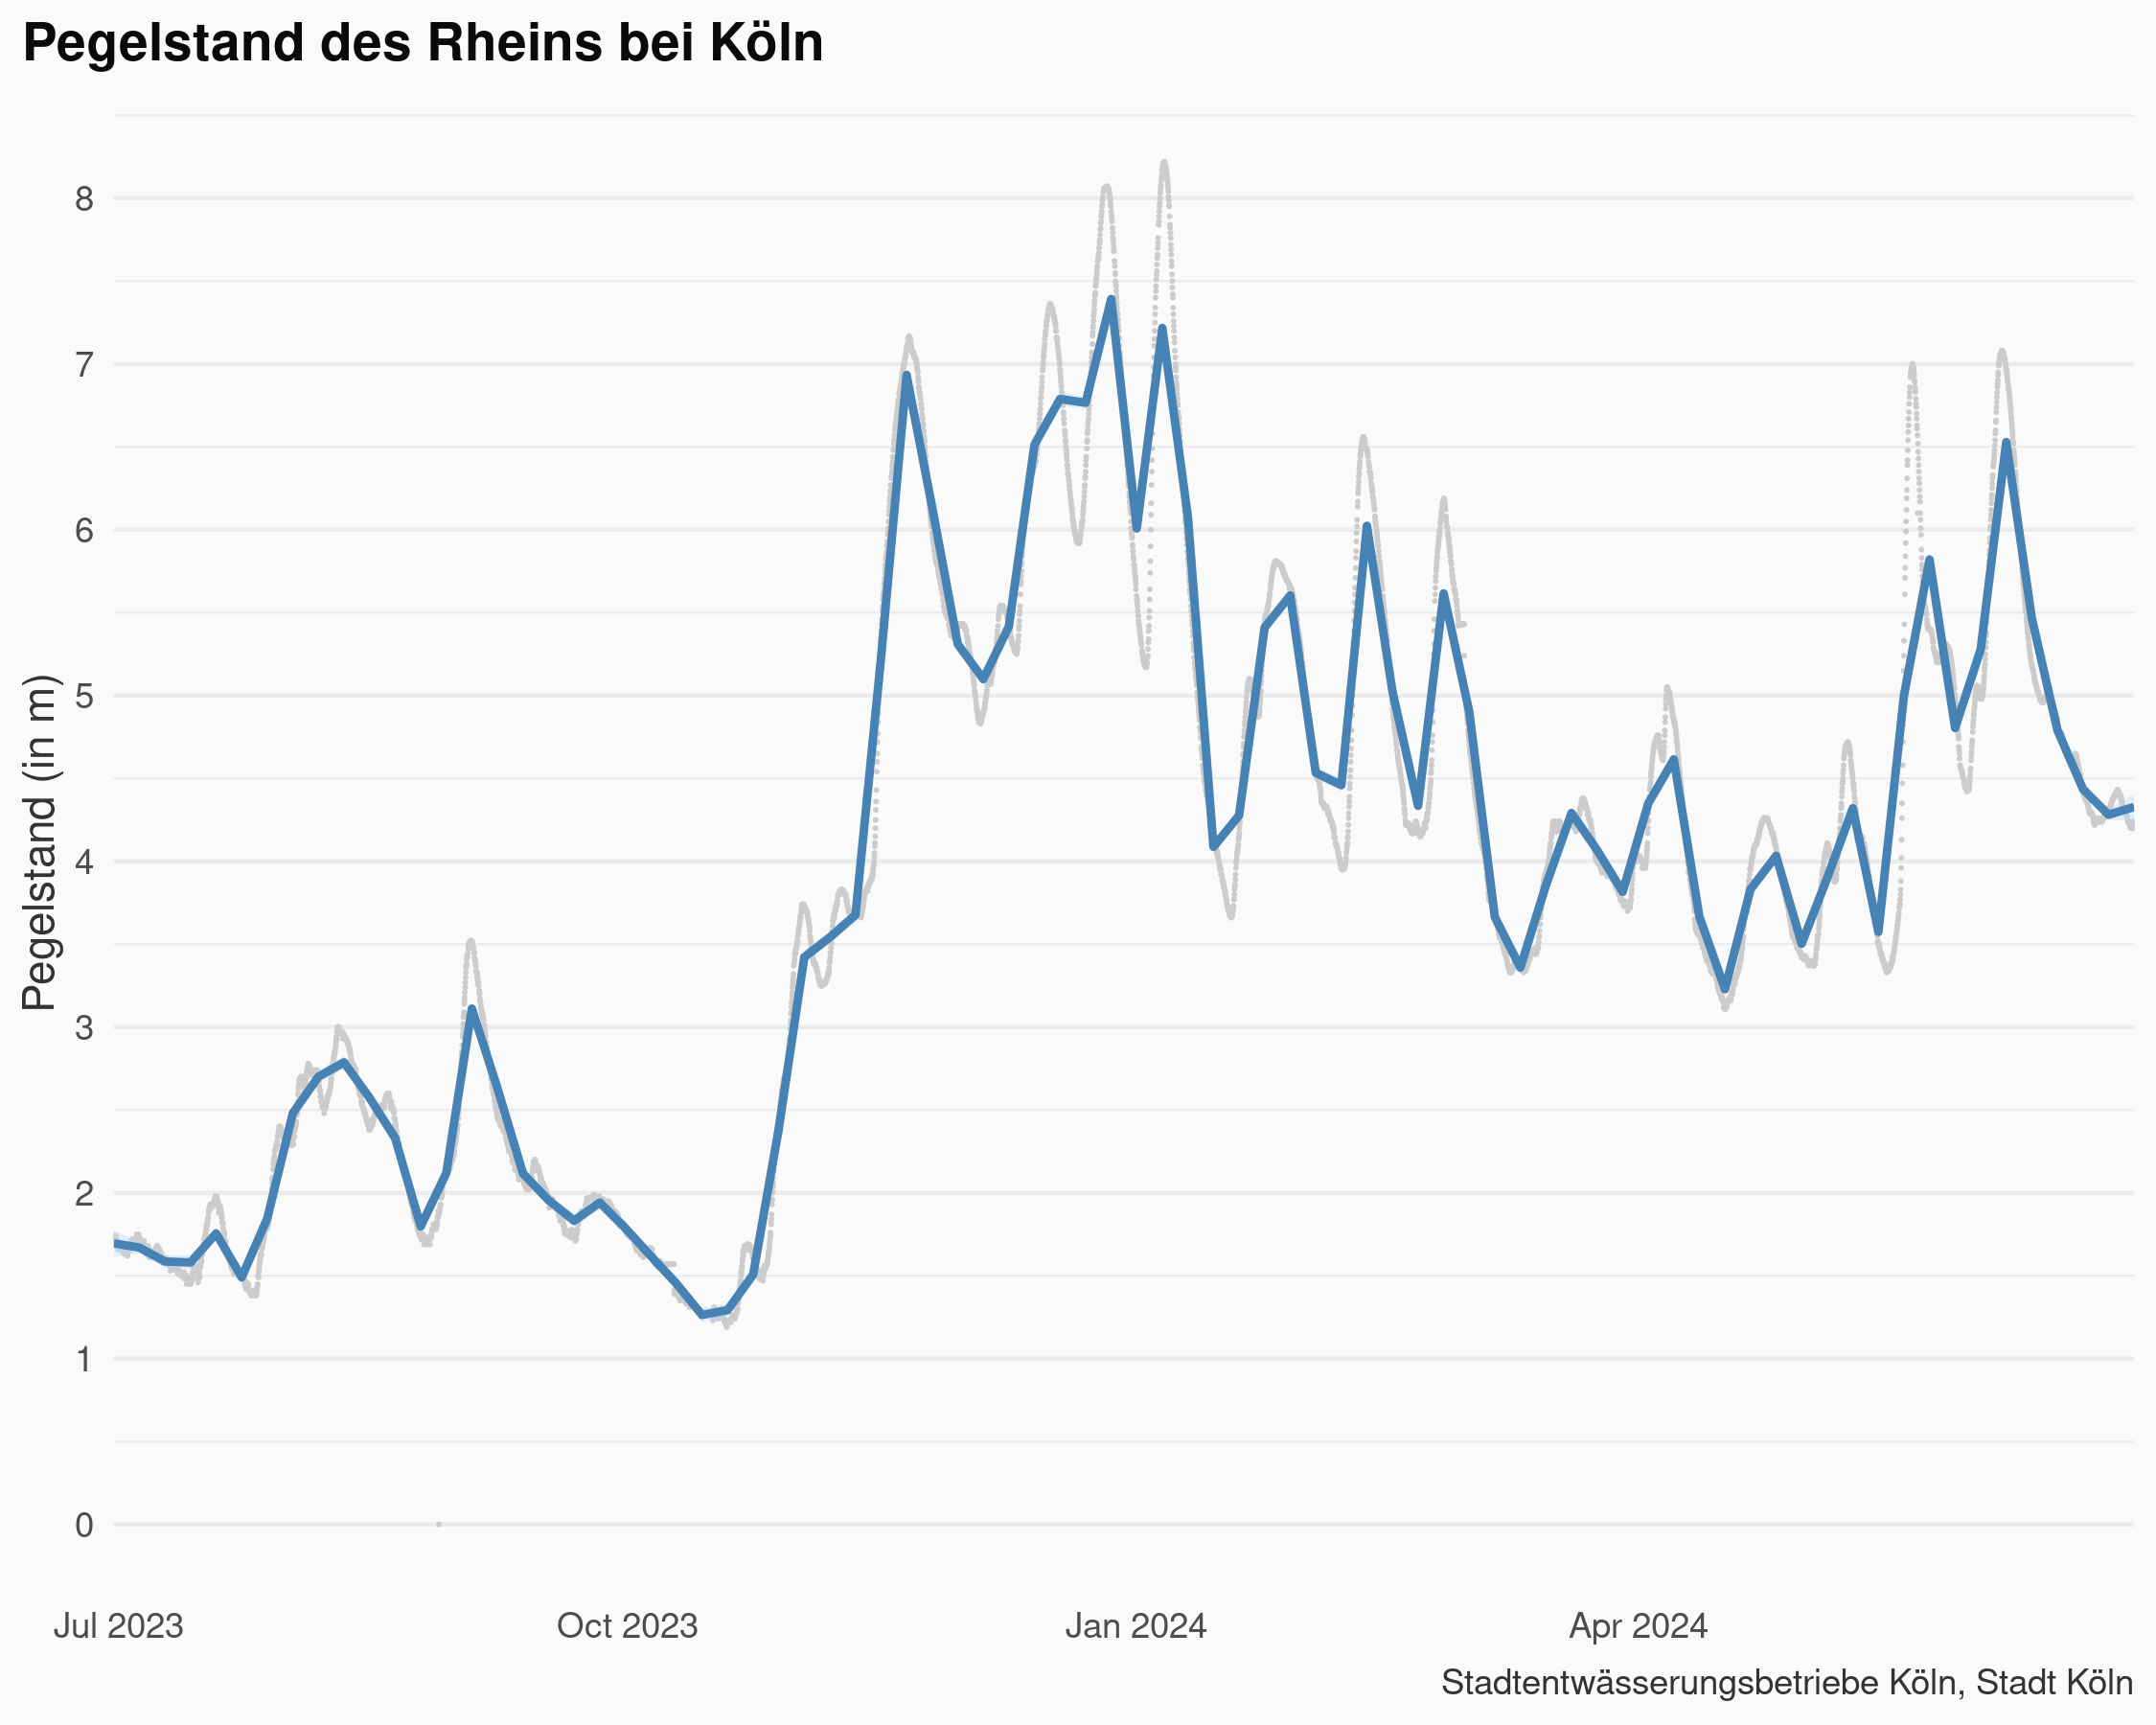 Pegelstand des Rheins bei Köln
Pegelstand (in m)
8
7
6
5
4
3
2
1
0
Jul 2023 Oct 2023 Jan 2024 Apr 2024
Stadtentwässerungsbetriebe Köln, Stadt Köln